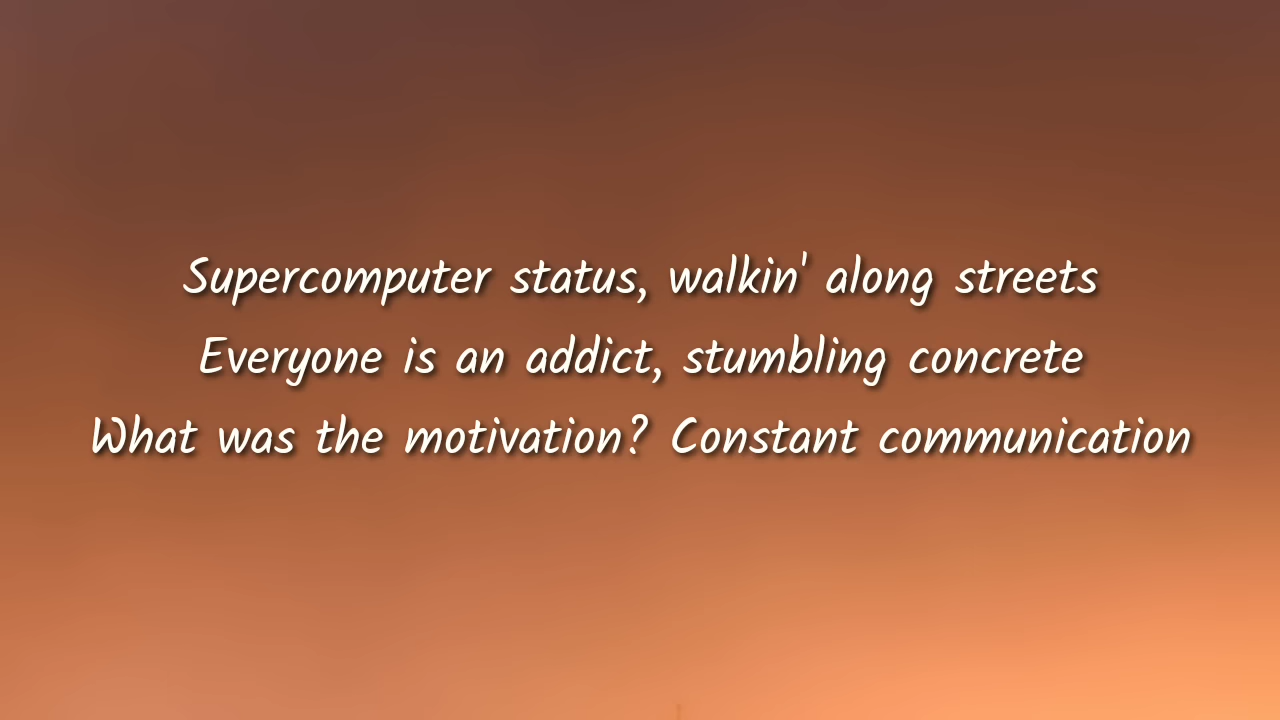 Supercomputer status, walkin' along streets
Everyone is an addict, stumbling concrete
What was the motivation? Constant communication